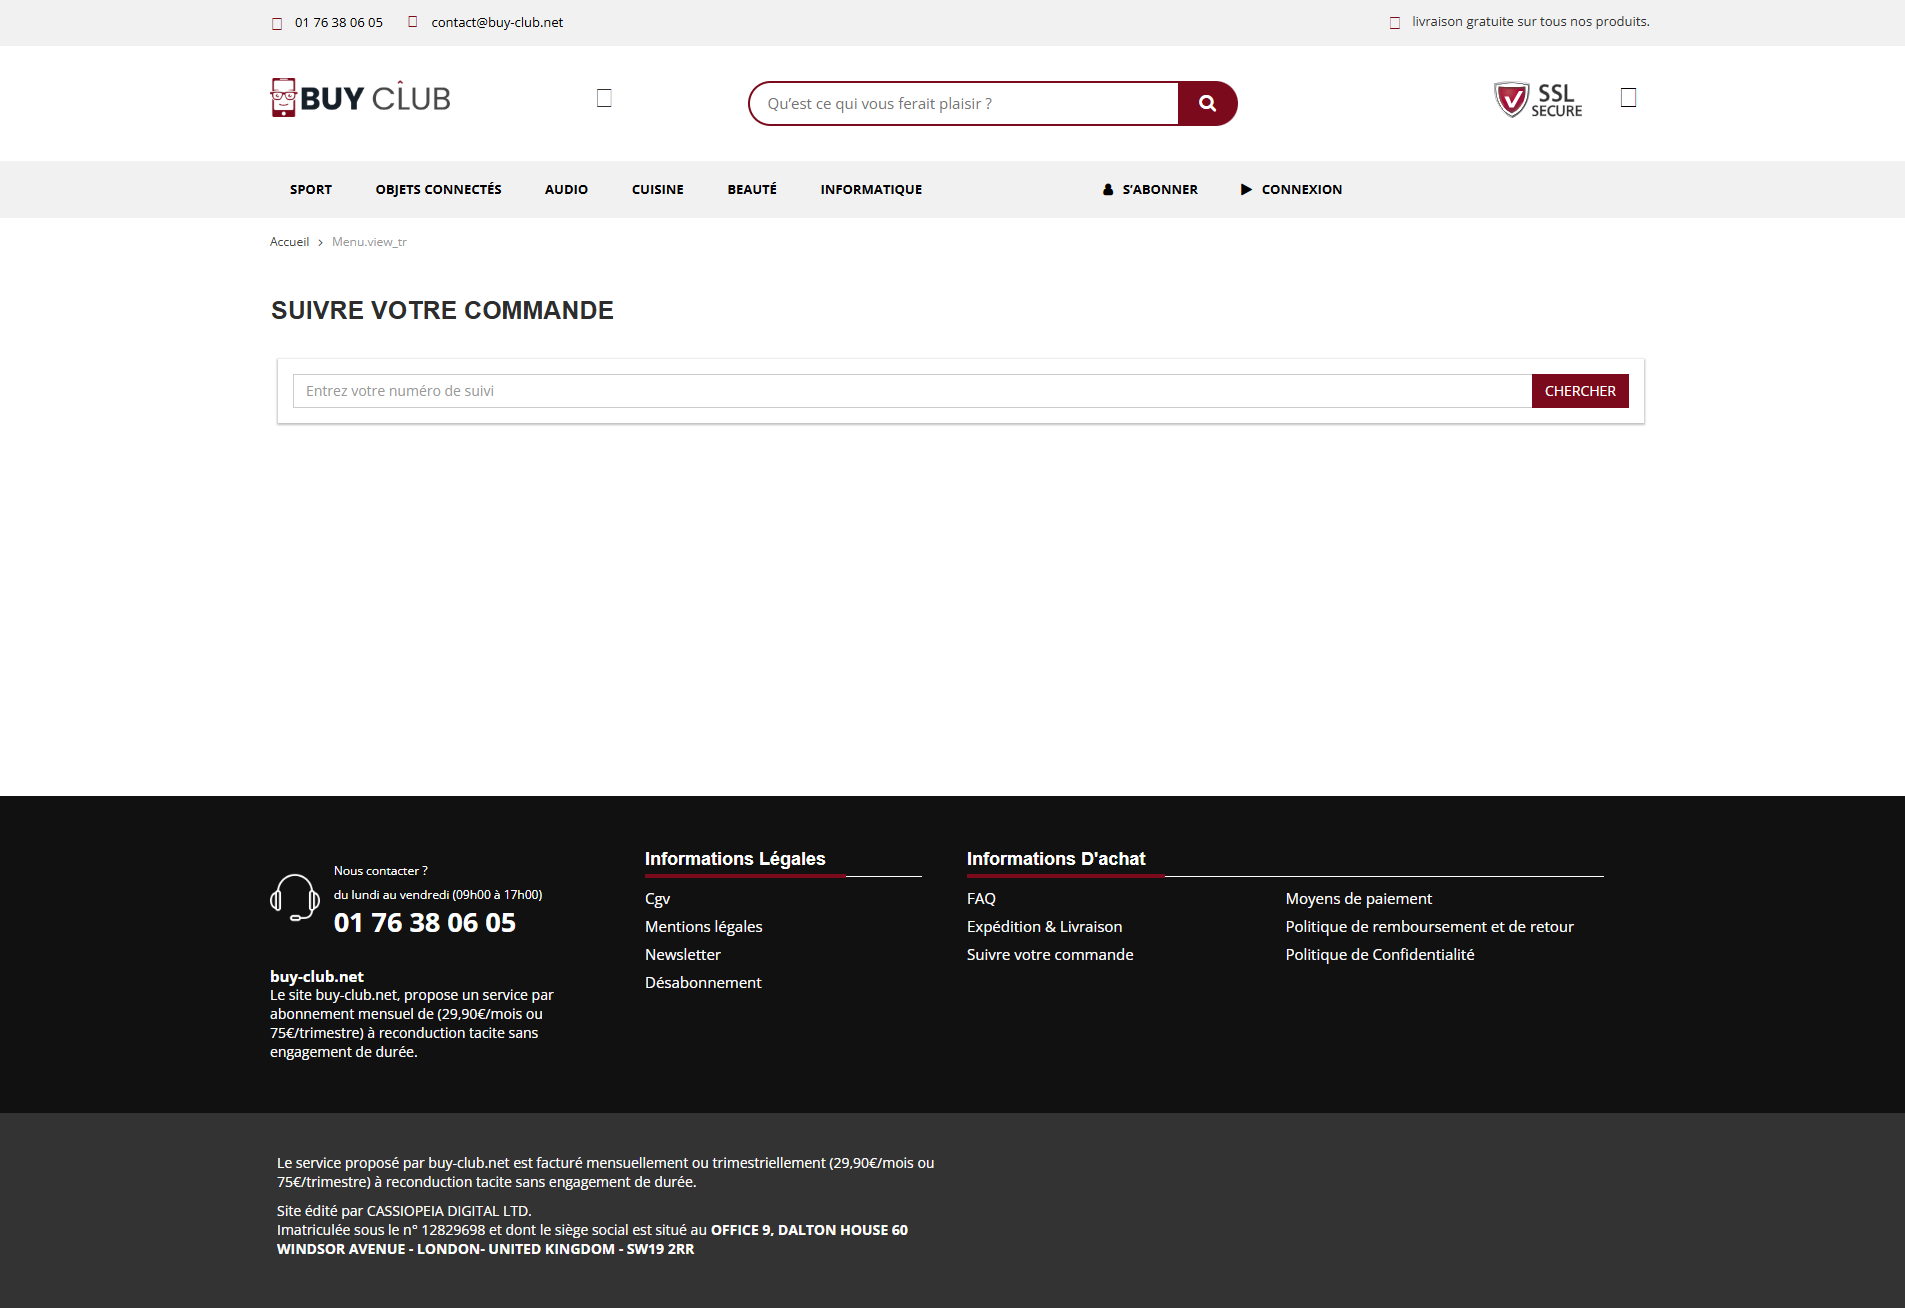 01 76 38 06 05 contact@buy-club.net livraison gratuite sur tous nos produits.
BUY CLUB
Qu’est ce qui vous ferait plaisir ?
SSL
SECURE
SPORT OBJETS CONNECTÉS AUDIO CUISINE BEAUTÉ INFORMATIQUE S’ABONNER CONNEXION
Accueil > Menu.view_tr
SUIVRE VOTRE COMMANDE
Entrez votre numéro de suivi CHERCHER
Nous contacter ?
du lundi au vendredi (09h00 à 17h00)
01 76 38 06 05
buy-club.net
Le site buy-club.net, propose un service par
abonnement mensuel de (29,90€/mois ou
75€/trimestre) à reconduction tacite sans
engagement de durée.
Informations Légales
Cgv
Mentions légales
Newsletter
Désabonnement
Informations D'achat
FAQ
Expédition & Livraison
Suivre votre commande
Moyens de paiement
Politique de remboursement et de retour
Politique de Confidentialité
Le service proposé par buy-club.net est facturé mensuellement ou trimestriellement (29,90€/mois ou
75€/trimestre) à reconduction tacite sans engagement de durée.
Site édité par CASSIOPEIA DIGITAL LTD.
Imatriculée sous le n° 12829698 et dont le siège social est situé au OFFICE 9, DALTON HOUSE 60
WINDSOR AVENUE - LONDON- UNITED KINGDOM - SW19 2RR